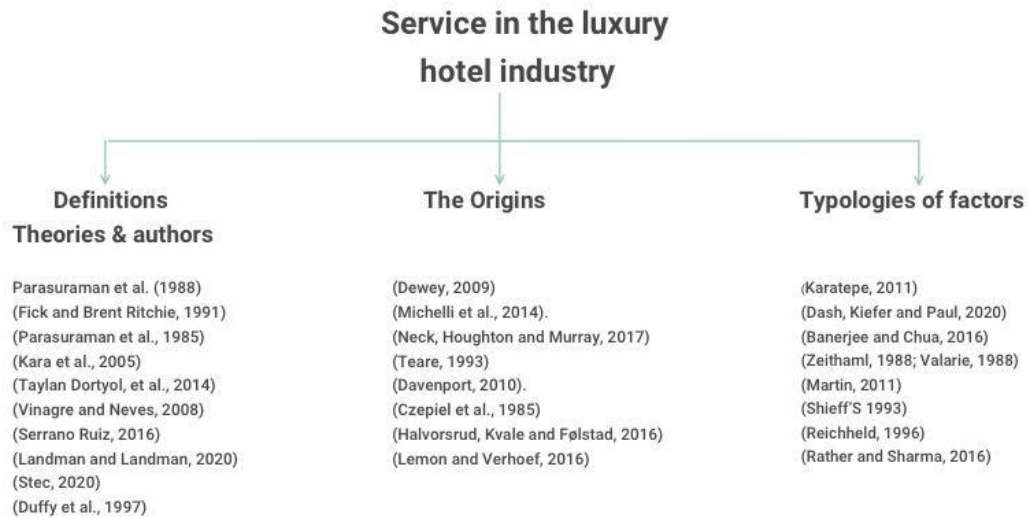 Service in the luxury
hotel industry
Definitions
Theories & authors
Parasuraman et al. (1988)
(Fick and Brent Ritchie, 1991)
(Parasuraman et al., 1985)
(Kara et al., 2005)
(Taylan Dortyol, et al., 2014)
(Vinagre and Neves, 2008)
(Serrano Ruiz, 2016)
(Landman and Landman, 2020)
(Stec, 2020)
(Duffy et al., 1997)
The Origins
(Dewey, 2009)
(Michelli et al., 2014).
(Neck, Houghton and Murray, 2017)
(Teare, 1993)
(Davenport, 2010).
(Czepiel et al., 1985)
(Halvorsrud, Kvale and Følstad, 2016)
(Lemon and Verhoef, 2016)
Typologies of factors
(Karatepe, 2011)
(Dash, Kiefer and Paul, 2020)
(Banerjee and Chua, 2016)
(Zeithaml, 1988; Valarie, 1988)
(Martin, 2011)
(Shieff’S 1993)
(Reichheld, 1996)
(Rather and Sharma, 2016)